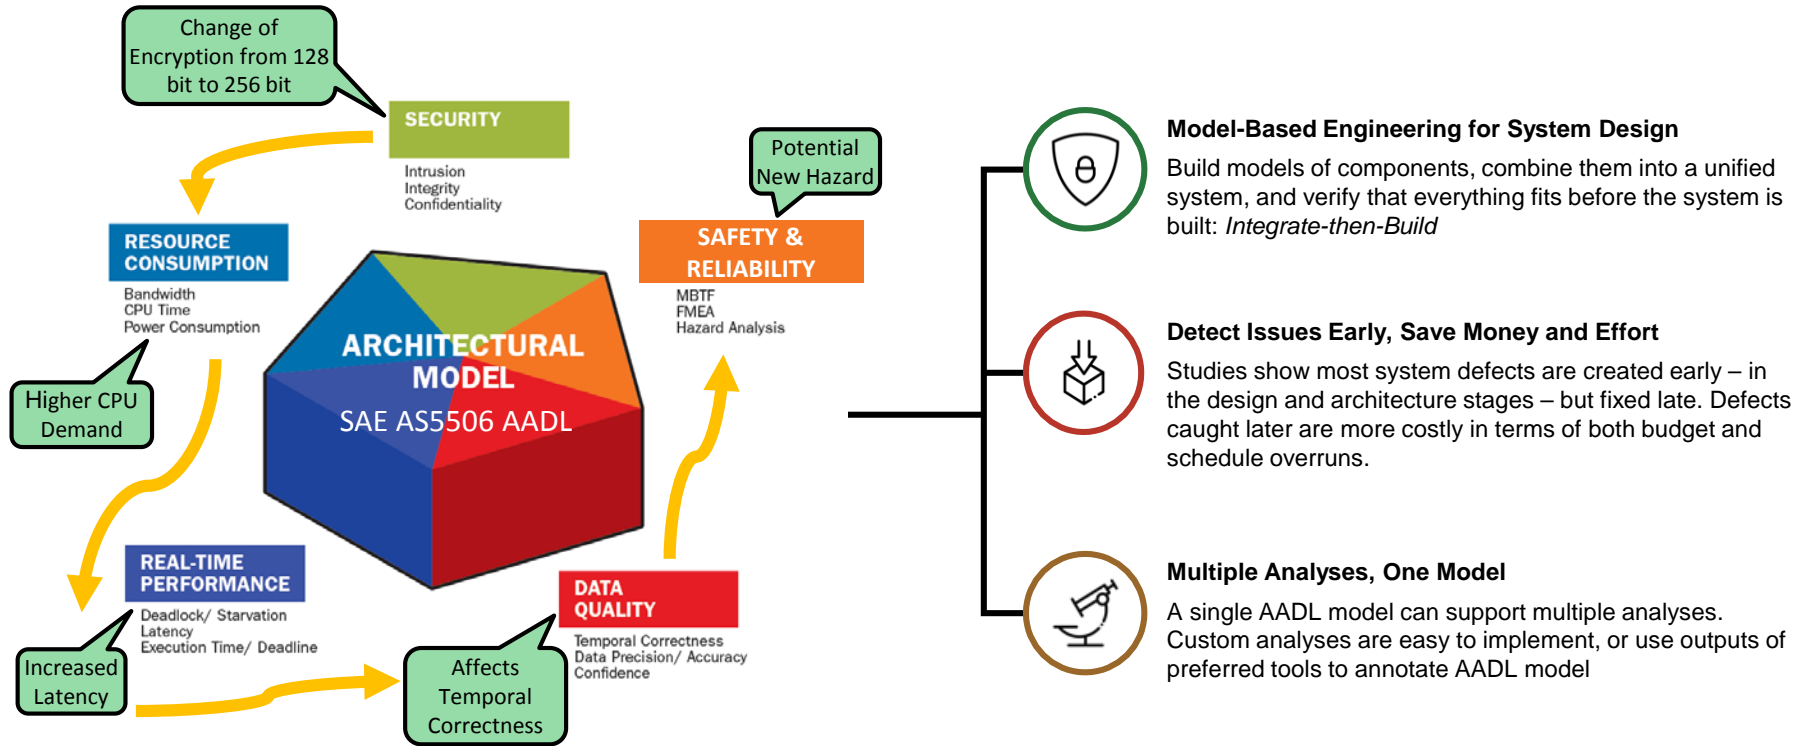 Change of
Encryption from 128
bit to 256 bit
SECURITY
Intrusion
Integrity
Confidentiality
RESOURCE
CONSUMPTION
Bandwidth
CPU Time
Power Consumption
Higher CPU
Demand
ARCHITECTURAL
MODEL
SAE AS5506 AADL
Potential
New Hazard
SAFETY &
RELIABILITY
MBTF
FMEA
Hazard Analysis
REAL-TIME
PERFORMANCE
Deadlock/ Starvation
Latency
Execution Time/ Deadline
Increased
Latency
DATA
QUALITY
Temporal Correctness
Data Precision/ Accuracy
Confidence
Affects
Temporal
Correctness
Model-Based Engineering for System Design
Build models of components, combine them into a unified
system, and verify that everything fits before the system is
built: Integrate-then-Build
Detect Issues Early, Save Money and Effort
Studies show most system defects are created early – in
the design and architecture stages – but fixed late. Defects
caught later are more costly in terms of both budget and
schedule overruns.
Multiple Analyses, One Model
A single AADL model can support multiple analyses.
Custom analyses are easy to implement, or use outputs of
preferred tools to annotate AADL model